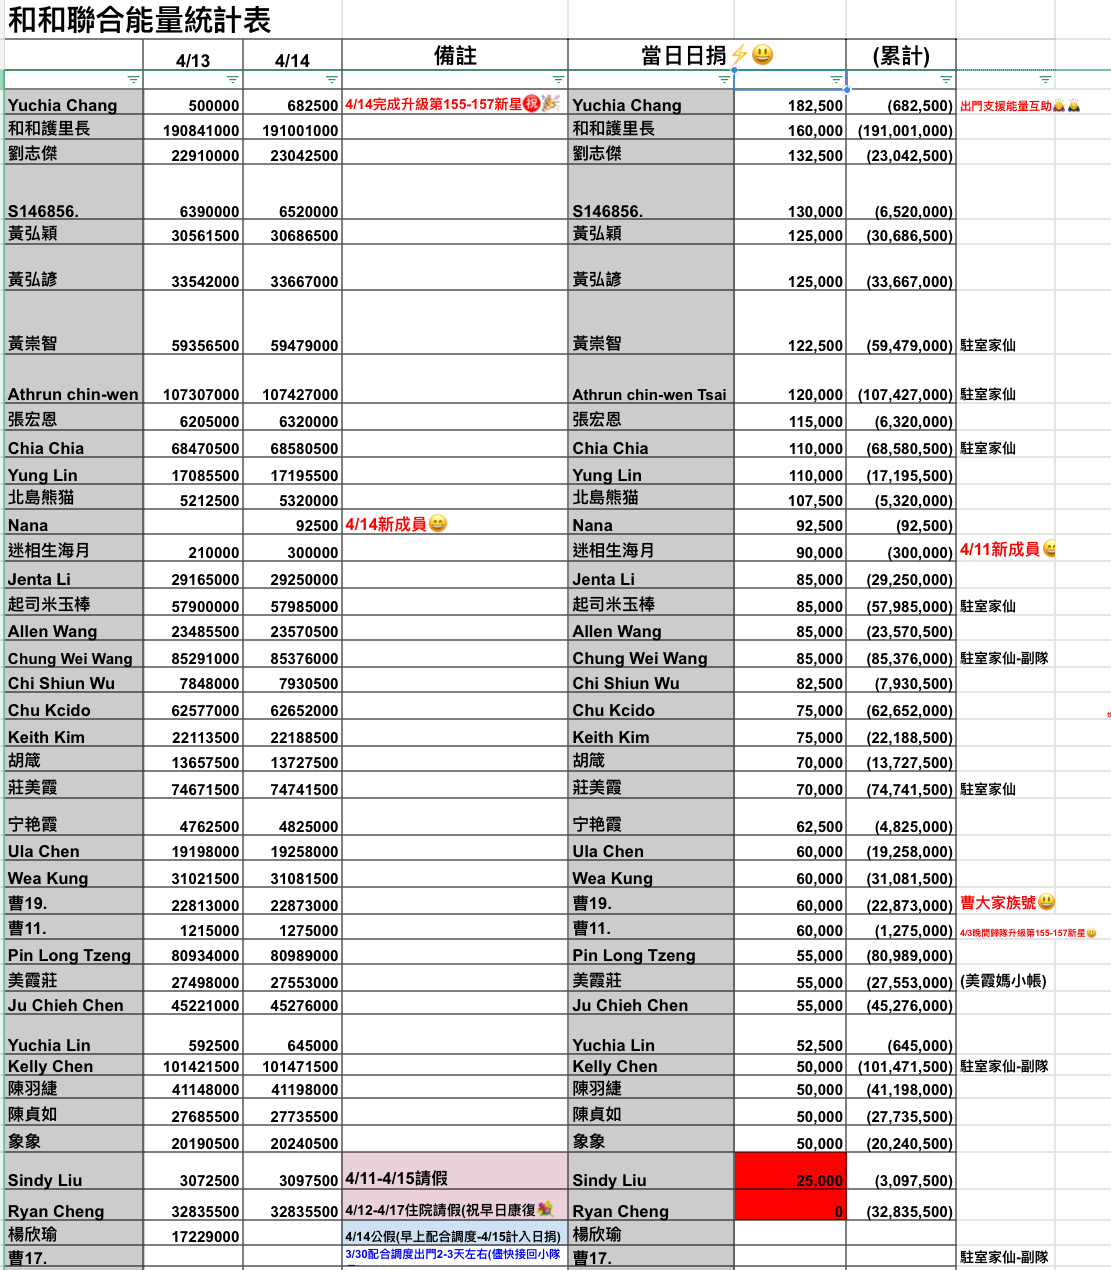 和和聯合能量統計表
4/13 4/14 備註 當日日捐⚡😃 (累計)
Yuchia Chang 500000 682500 4/14完成升級第155-157新星㊗️🎉 Yuchia Chang 182,500 (682,500) 出門支援能量互助🙇🙇
和和護里長 190841000 191001000 和和護里長 160,000 (191,001,000)
劉志傑 22910000 23042500 劉志傑 132,500 (23,042,500)
S146856. 6390000 6520000 S146856. 130,000 (6,520,000)
黃弘穎 30561500 30686500 黃弘穎 125,000 (30,686,500)
黃弘諺 33542000 33667000 黃弘諺 125,000 (33,667,000)
黃崇智 59356500 59479000 黃崇智 122,500 (59,479,000) 駐室家仙
Athrun chin-wen 107307000 107427000 Athrun chin-wen Tsai 120,000 (107,427,000) 駐室家仙
張宏恩 6205000 6320000 張宏恩 115,000 (6,320,000)
Chia Chia 68470500 68580500 Chia Chia 110,000 (68,580,500) 駐室家仙
Yung Lin 17085500 17195500 Yung Lin 110,000 (17,195,500)
北島熊猫 5212500 5320000 北島熊猫 107,500 (5,320,000)
Nana 92500 4/14新成員😄 Nana 92,500 (92,500)
迷相生海月 210000 300000 迷相生海月 90,000 (300,000) 4/11新成員😄
Jenta Li 29165000 29250000 Jenta Li 85,000 (29,250,000)
起司米玉棒 57900000 57985000 起司米玉棒 85,000 (57,985,000) 駐室家仙
Allen Wang 23485500 23570500 Allen Wang 85,000 (23,570,500)
Chung Wei Wang 85291000 85376000 Chung Wei Wang 85,000 (85,376,000) 駐室家仙-副隊
Chi Shiun Wu 7848000 7930500 Chi Shiun Wu 82,500 (7,930,500)
Chu Kcido 62577000 62652000 Chu Kcido 75,000 (62,652,000)
Keith Kim 22113500 22188500 Keith Kim 75,000 (22,188,500)
胡箴 13657500 13727500 胡箴 70,000 (13,727,500)
莊美霞 74671500 74741500 莊美霞 70,000 (74,741,500) 駐室家仙
宁艳霞 4762500 4825000 宁艳霞 62,500 (4,825,000)
Ula Chen 19198000 19258000 Ula Chen 60,000 (19,258,000)
Wea Kung 31021500 31081500 Wea Kung 60,000 (31,081,500)
曹19. 22813000 22873000 曹19. 60,000 (22,873,000) 曹大家族號😃
曹11. 1215000 1275000 曹11. 60,000 (1,275,000) 4/3晚間歸隊升級第155-157新星😃
Pin Long Tzeng 80934000 80989000 Pin Long Tzeng 55,000 (80,989,000)
美霞莊 27498000 27553000 美霞莊 55,000 (27,553,000) (美霞媽小帳)
Ju Chieh Chen 45221000 45276000 Ju Chieh Chen 55,000 (45,276,000)
Yuchia Lin 592500 645000 Yuchia Lin 52,500 (645,000)
Kelly Chen 101421500 101471500 Kelly Chen 50,000 (101,471,500) 駐室家仙-副隊
陳羽緁 41148000 41198000 陳羽緁 50,000 (41,198,000)
陳貞如 27685500 27735500 陳貞如 50,000 (27,735,500)
象象 20190500 20240500 象象 50,000 (20,240,500)
Sindy Liu 3072500 3097500 4/11-4/15請假 Sindy Liu 25,000 (3,097,500)
Ryan Cheng 32835500 32835500 4/12-4/17住院請假(祝早日康復💐 Ryan Cheng 0 (32,835,500)
楊欣瑜 17229000 4/14公假(早上配合調度-4/15計入日捐) 楊欣瑜
曹17. 3/30配合調度出門2-3天左右(儘快接回小隊 曹17. 駐室家仙-副隊